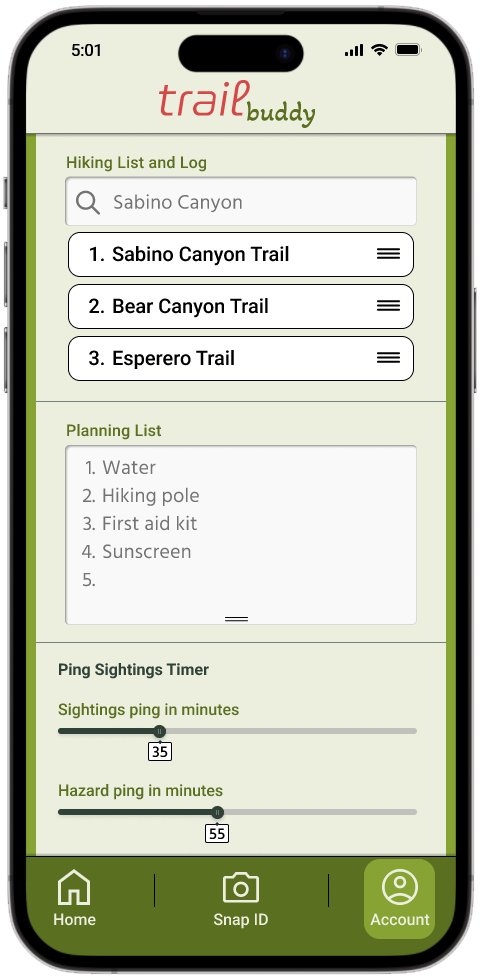 5:01
trail
buddy
Hiking List and Log
Sabino Canyon
1. Sabino Canyon Trail
2. Bear Canyon Trail
3. Esperero Trail
Planning List
1. Water
2. Hiking pole
3. First aid kit
4. Sunscreen
5.
Ping Sightings Timer
Sightings ping in minutes
35
Hazard ping in minutes
55
Home
Snap ID
Account